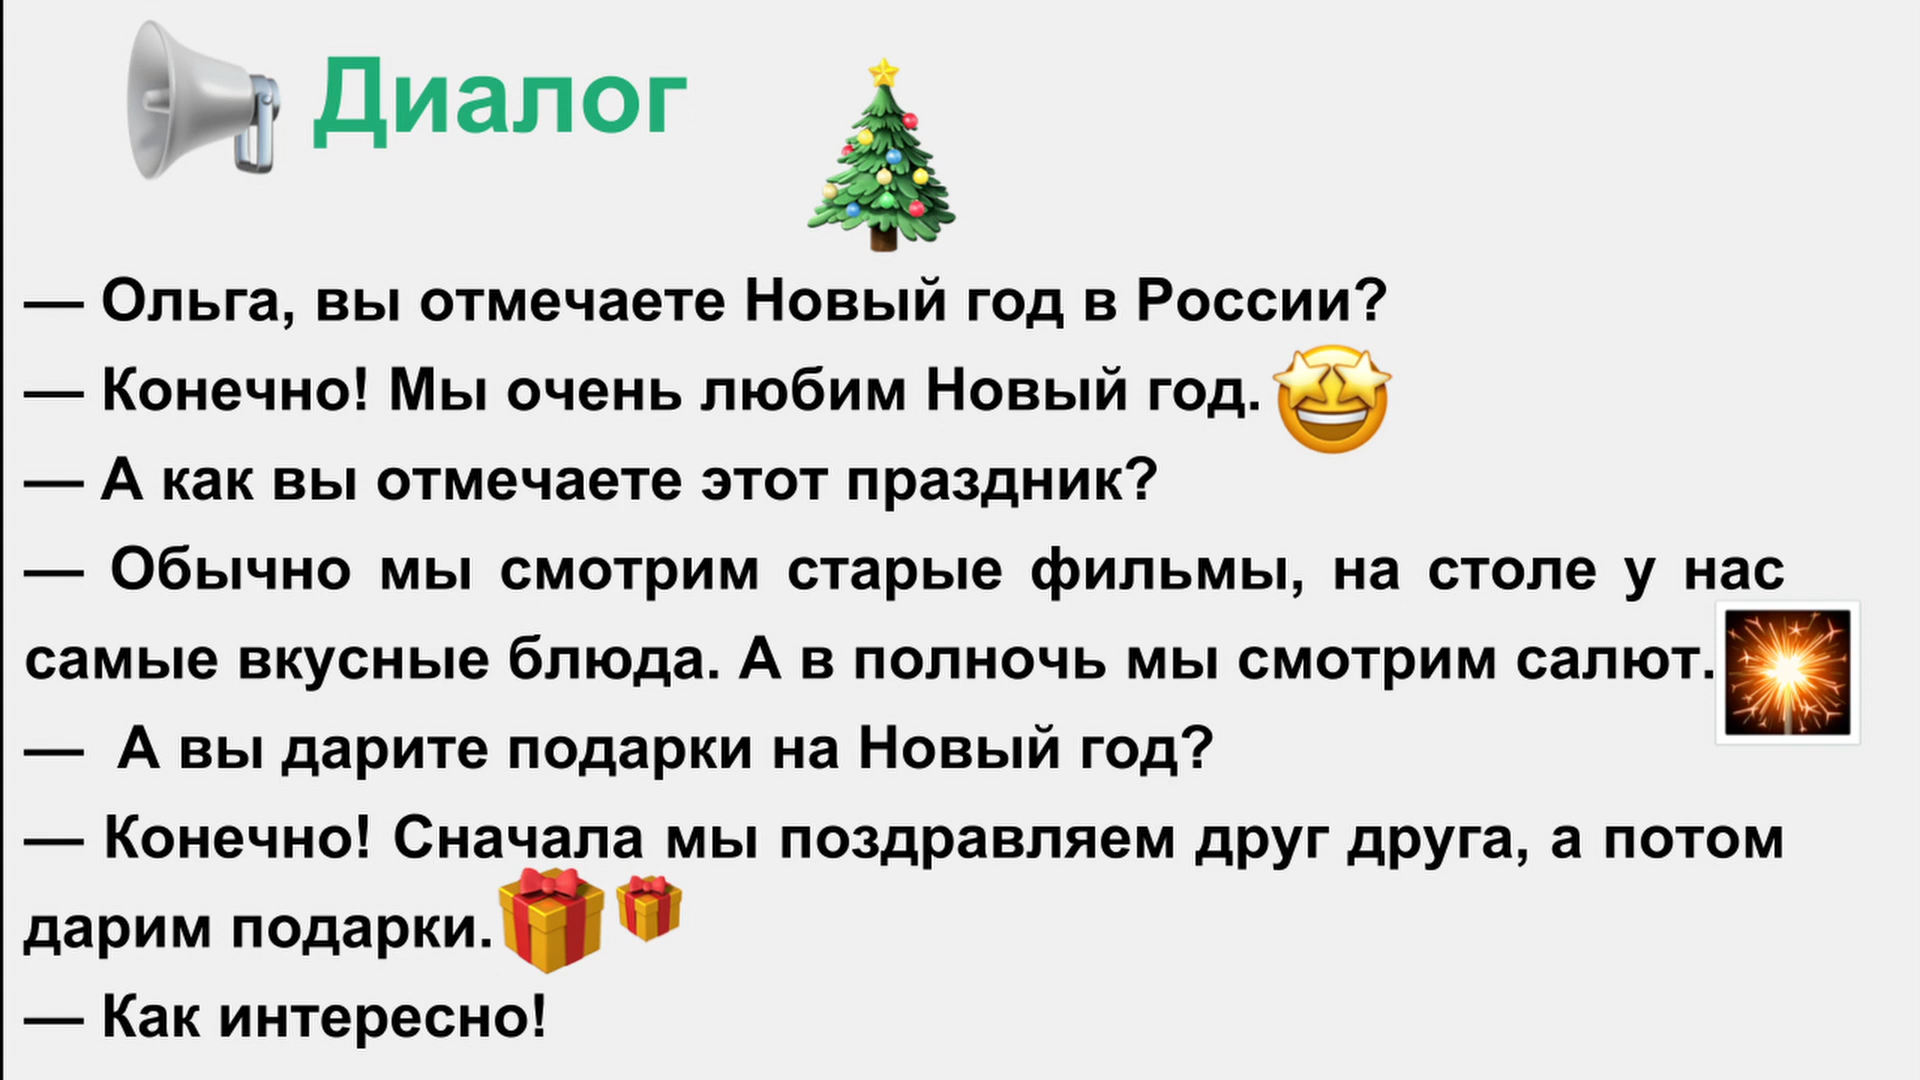 Диалог
— Ольга, вы отмечаете Новый год в России?
— Конечно! Мы очень любим Новый год.
— А как вы отмечаете этот праздник?
— Обычно мы смотрим старые фильмы, на столе у нас
самые вкусные блюда. А в полночь мы смотрим салют.
— А вы дарите подарки на Новый год?
— Конечно! Сначала мы поздравляем друг друга, а потом
дарим подарки.
— Как интересно!